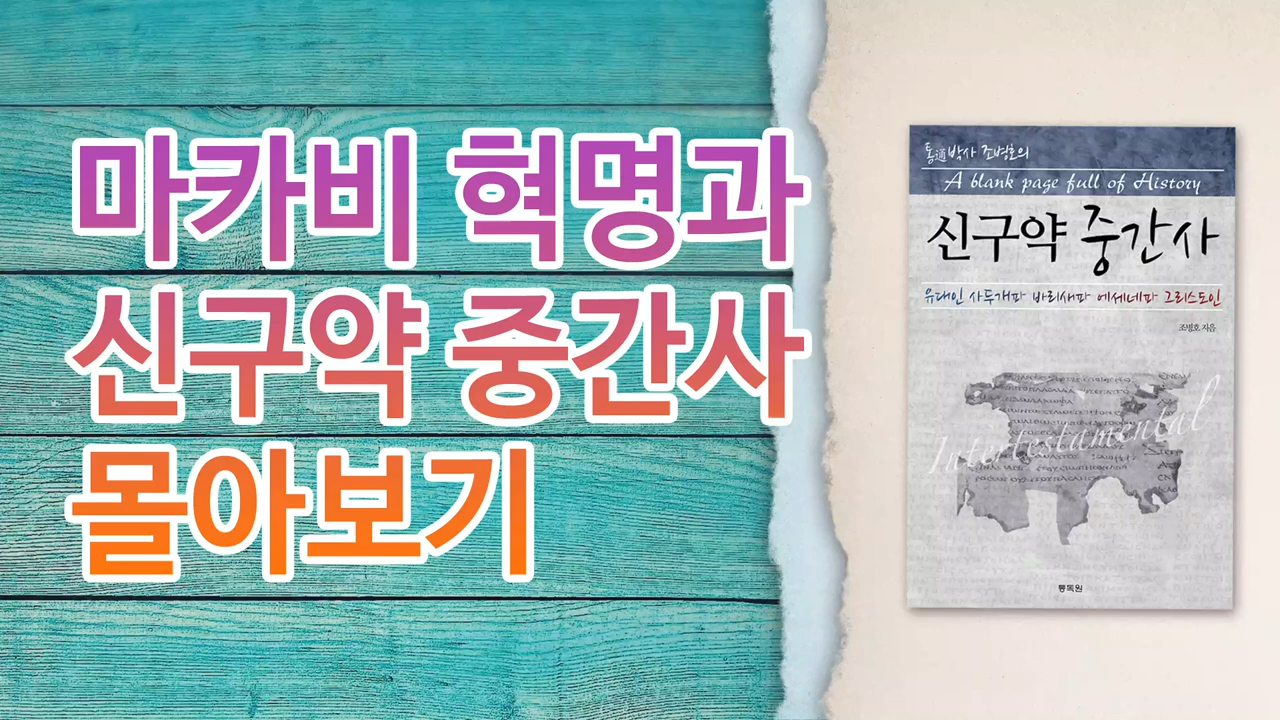 마카비 혁명과
신구약 중간사
몰아보기
통通박사 조병호의
A blank page full of History
신구약 중간사
유대인 사두개파 바리새파 에세네파 그리스도인
조병호 지음
Intertestamental
통독원